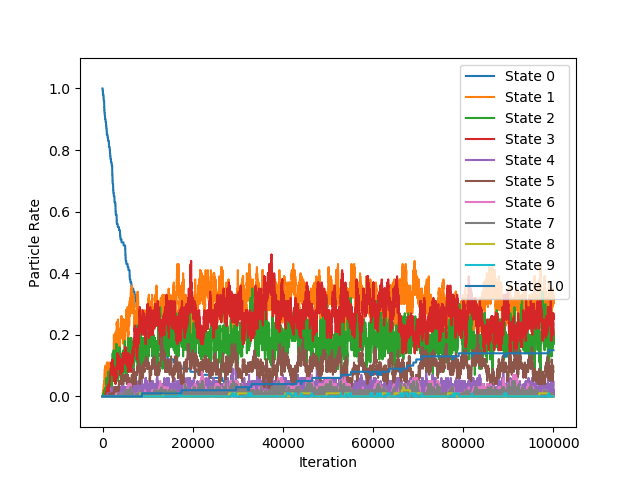 1.0
0.8
0.6
0.4
0.2
0.0
Particle Rate
State 0
State 1
State 2
State 3
State 4
State 5
State 6
State 7
State 8
State 9
State 10
0 20000 40000 60000 80000 100000
Iteration